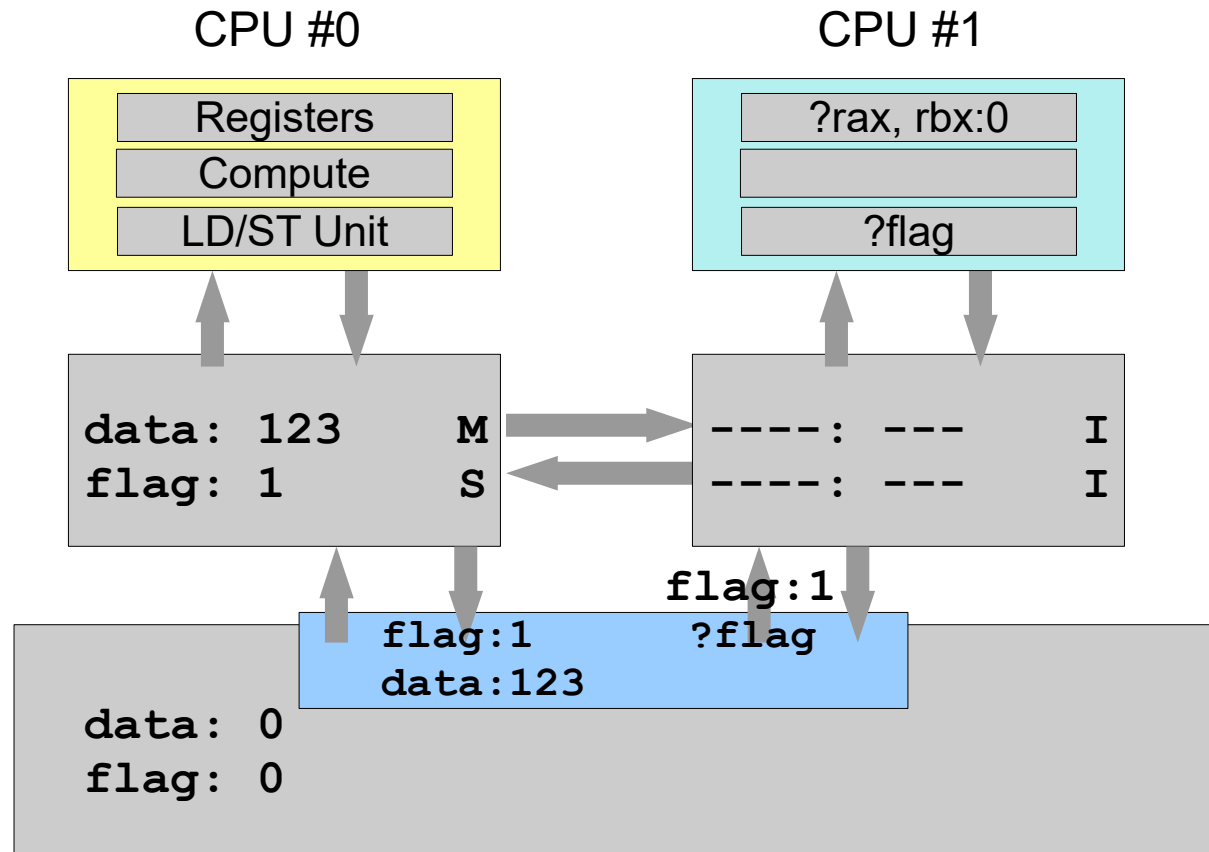 CPU #0
CPU #1
Registers
Compute
LD/ST Unit
?rax, rbx:0
?flag
data: 123 M
flag: 1 S
----: --- I
----: --- I
flag:1
flag:1 ?flag
data:123
data: 0
flag: 0